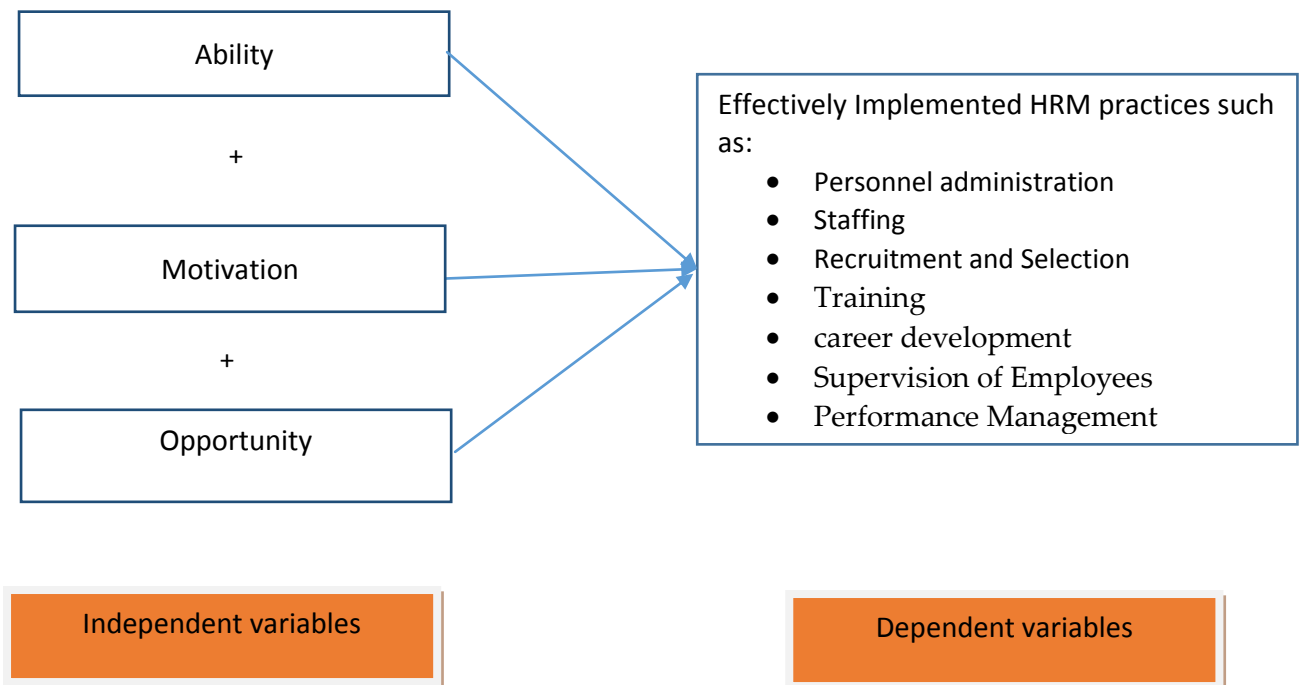 Ability
+
Motivation
+
Opportunity
Effectively Implemented HRM practices such
as:
• Personnel administration
• Staffing
• Recruitment and Selection
• Training
• career development
• Supervision of Employees
• Performance Management
Independent variables
Dependent variables